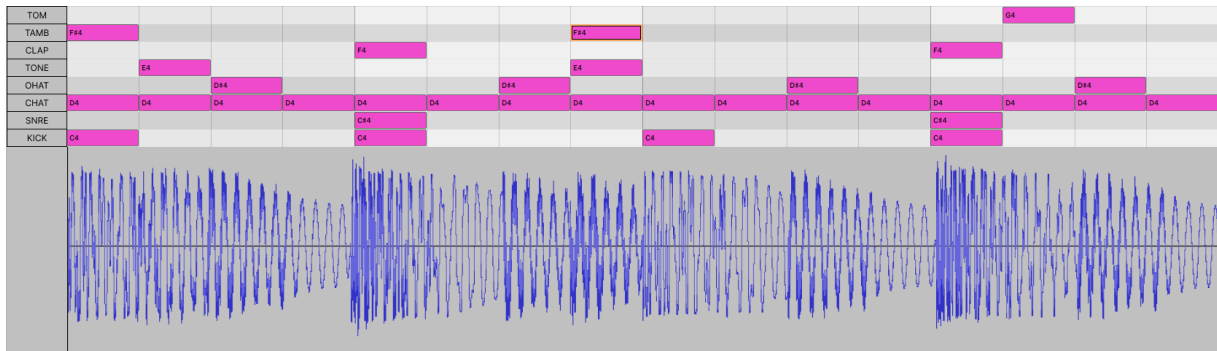 TOM G4
TAMB F#4 F#4
CLAP F4 F4
TONE E4 E4
OHAT D#4 D#4 D#4 D#4
CHAT D4 D4 D4 D4 D4 D4 D4 D4 D4 D4 D4 D4 D4 D4 D4 D4
SNRE C#4 C#4
KICK C4 C4 C4 C4